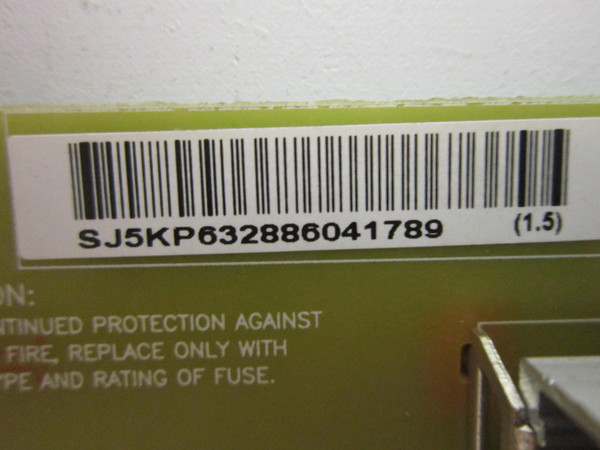 SJ5KP632886041789 (1.5)
ON:
NTINUED PROTECTION AGAINST
FIRE, REPLACE ONLY WITH
YPE AND RATING OF FUSE.